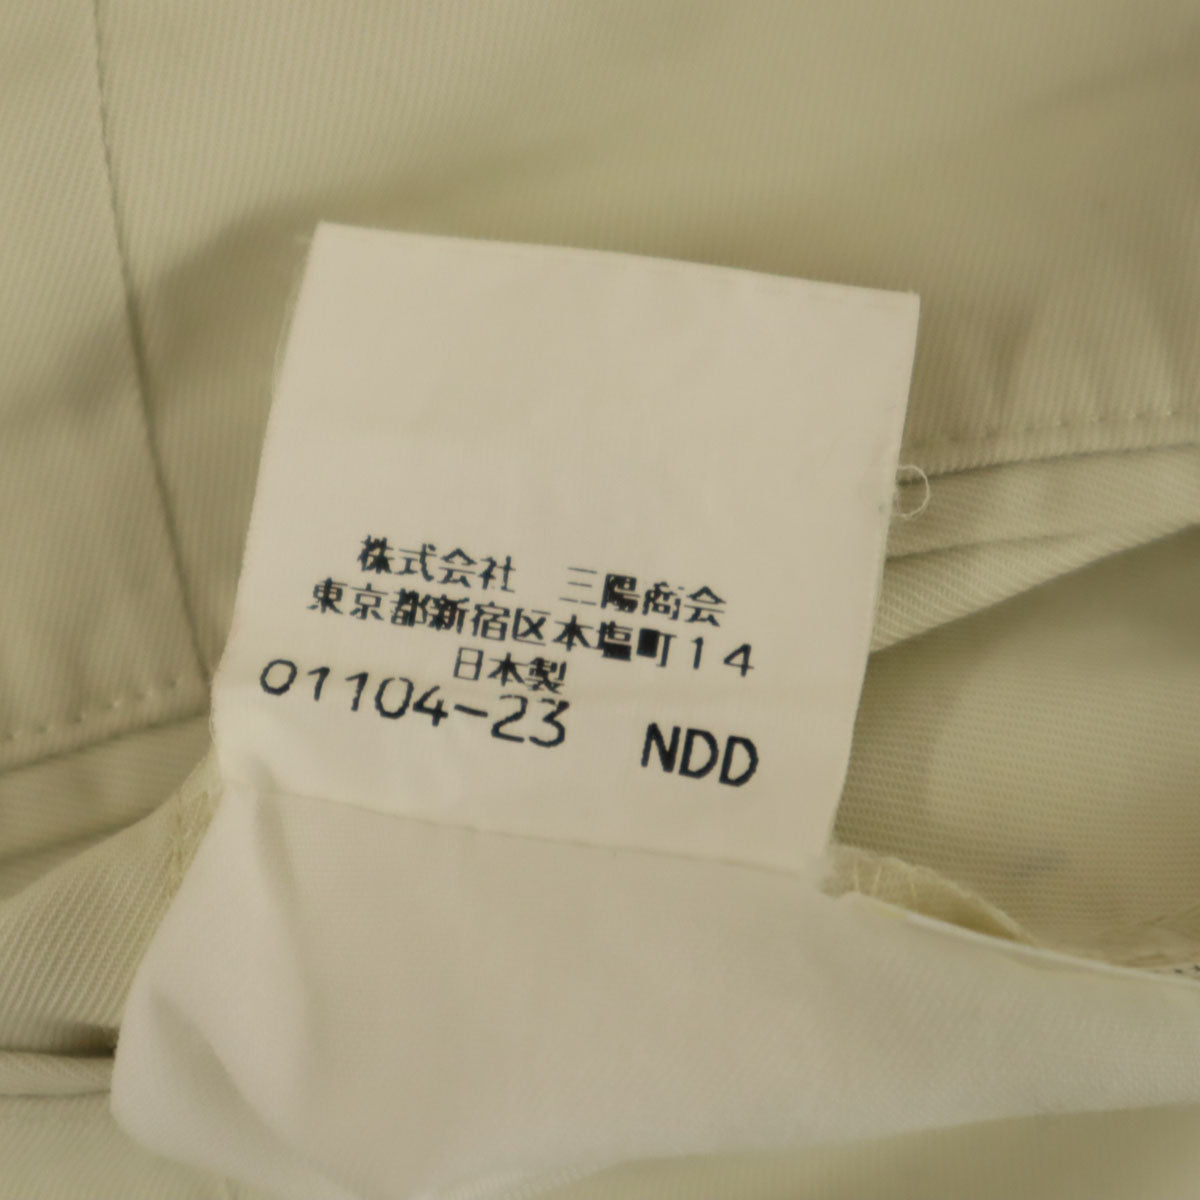 株式会社　三陽商会
東京都新宿区本塩町１４
日本製
01104-23　NDD